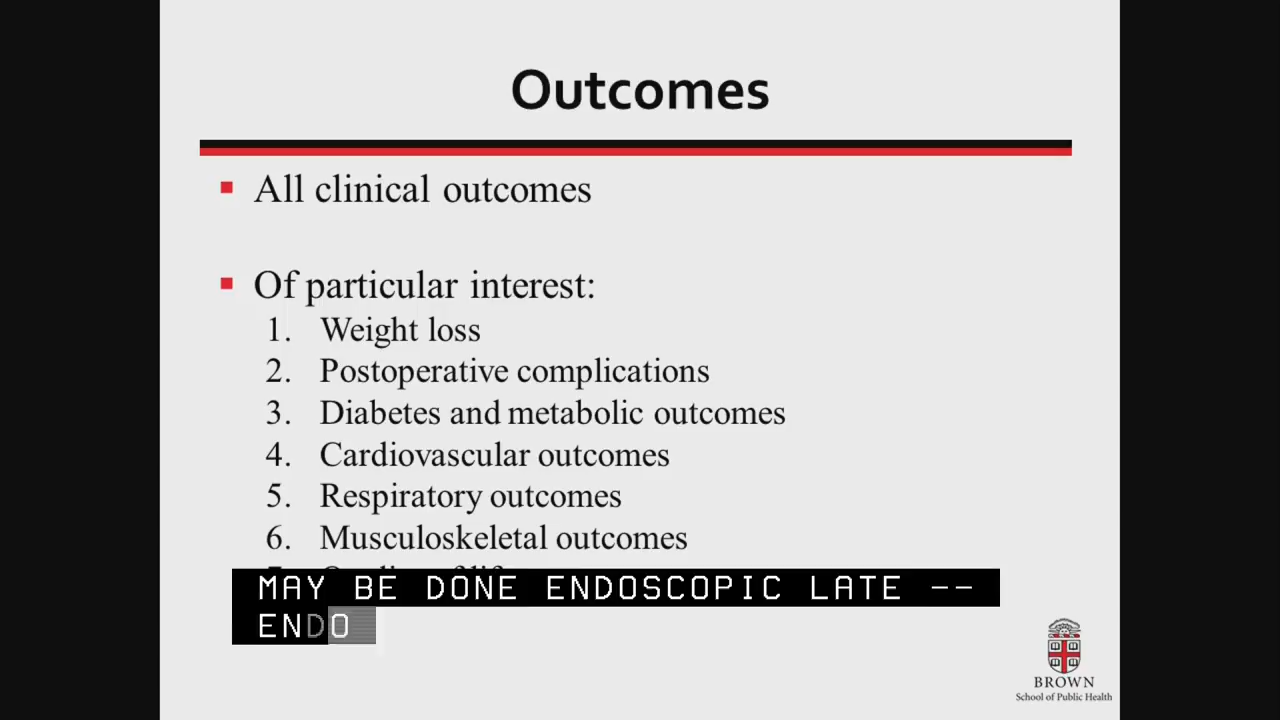 Outcomes
All clinical outcomes
Of particular interest:
1. Weight loss
2. Postoperative complications
3. Diabetes and metabolic outcomes
4. Cardiovascular outcomes
5. Respiratory outcomes
6. Musculoskeletal outcomes
MAY BE DONE ENDOSCOPIC LATE --
ENDO
BROWN
School of Public Health